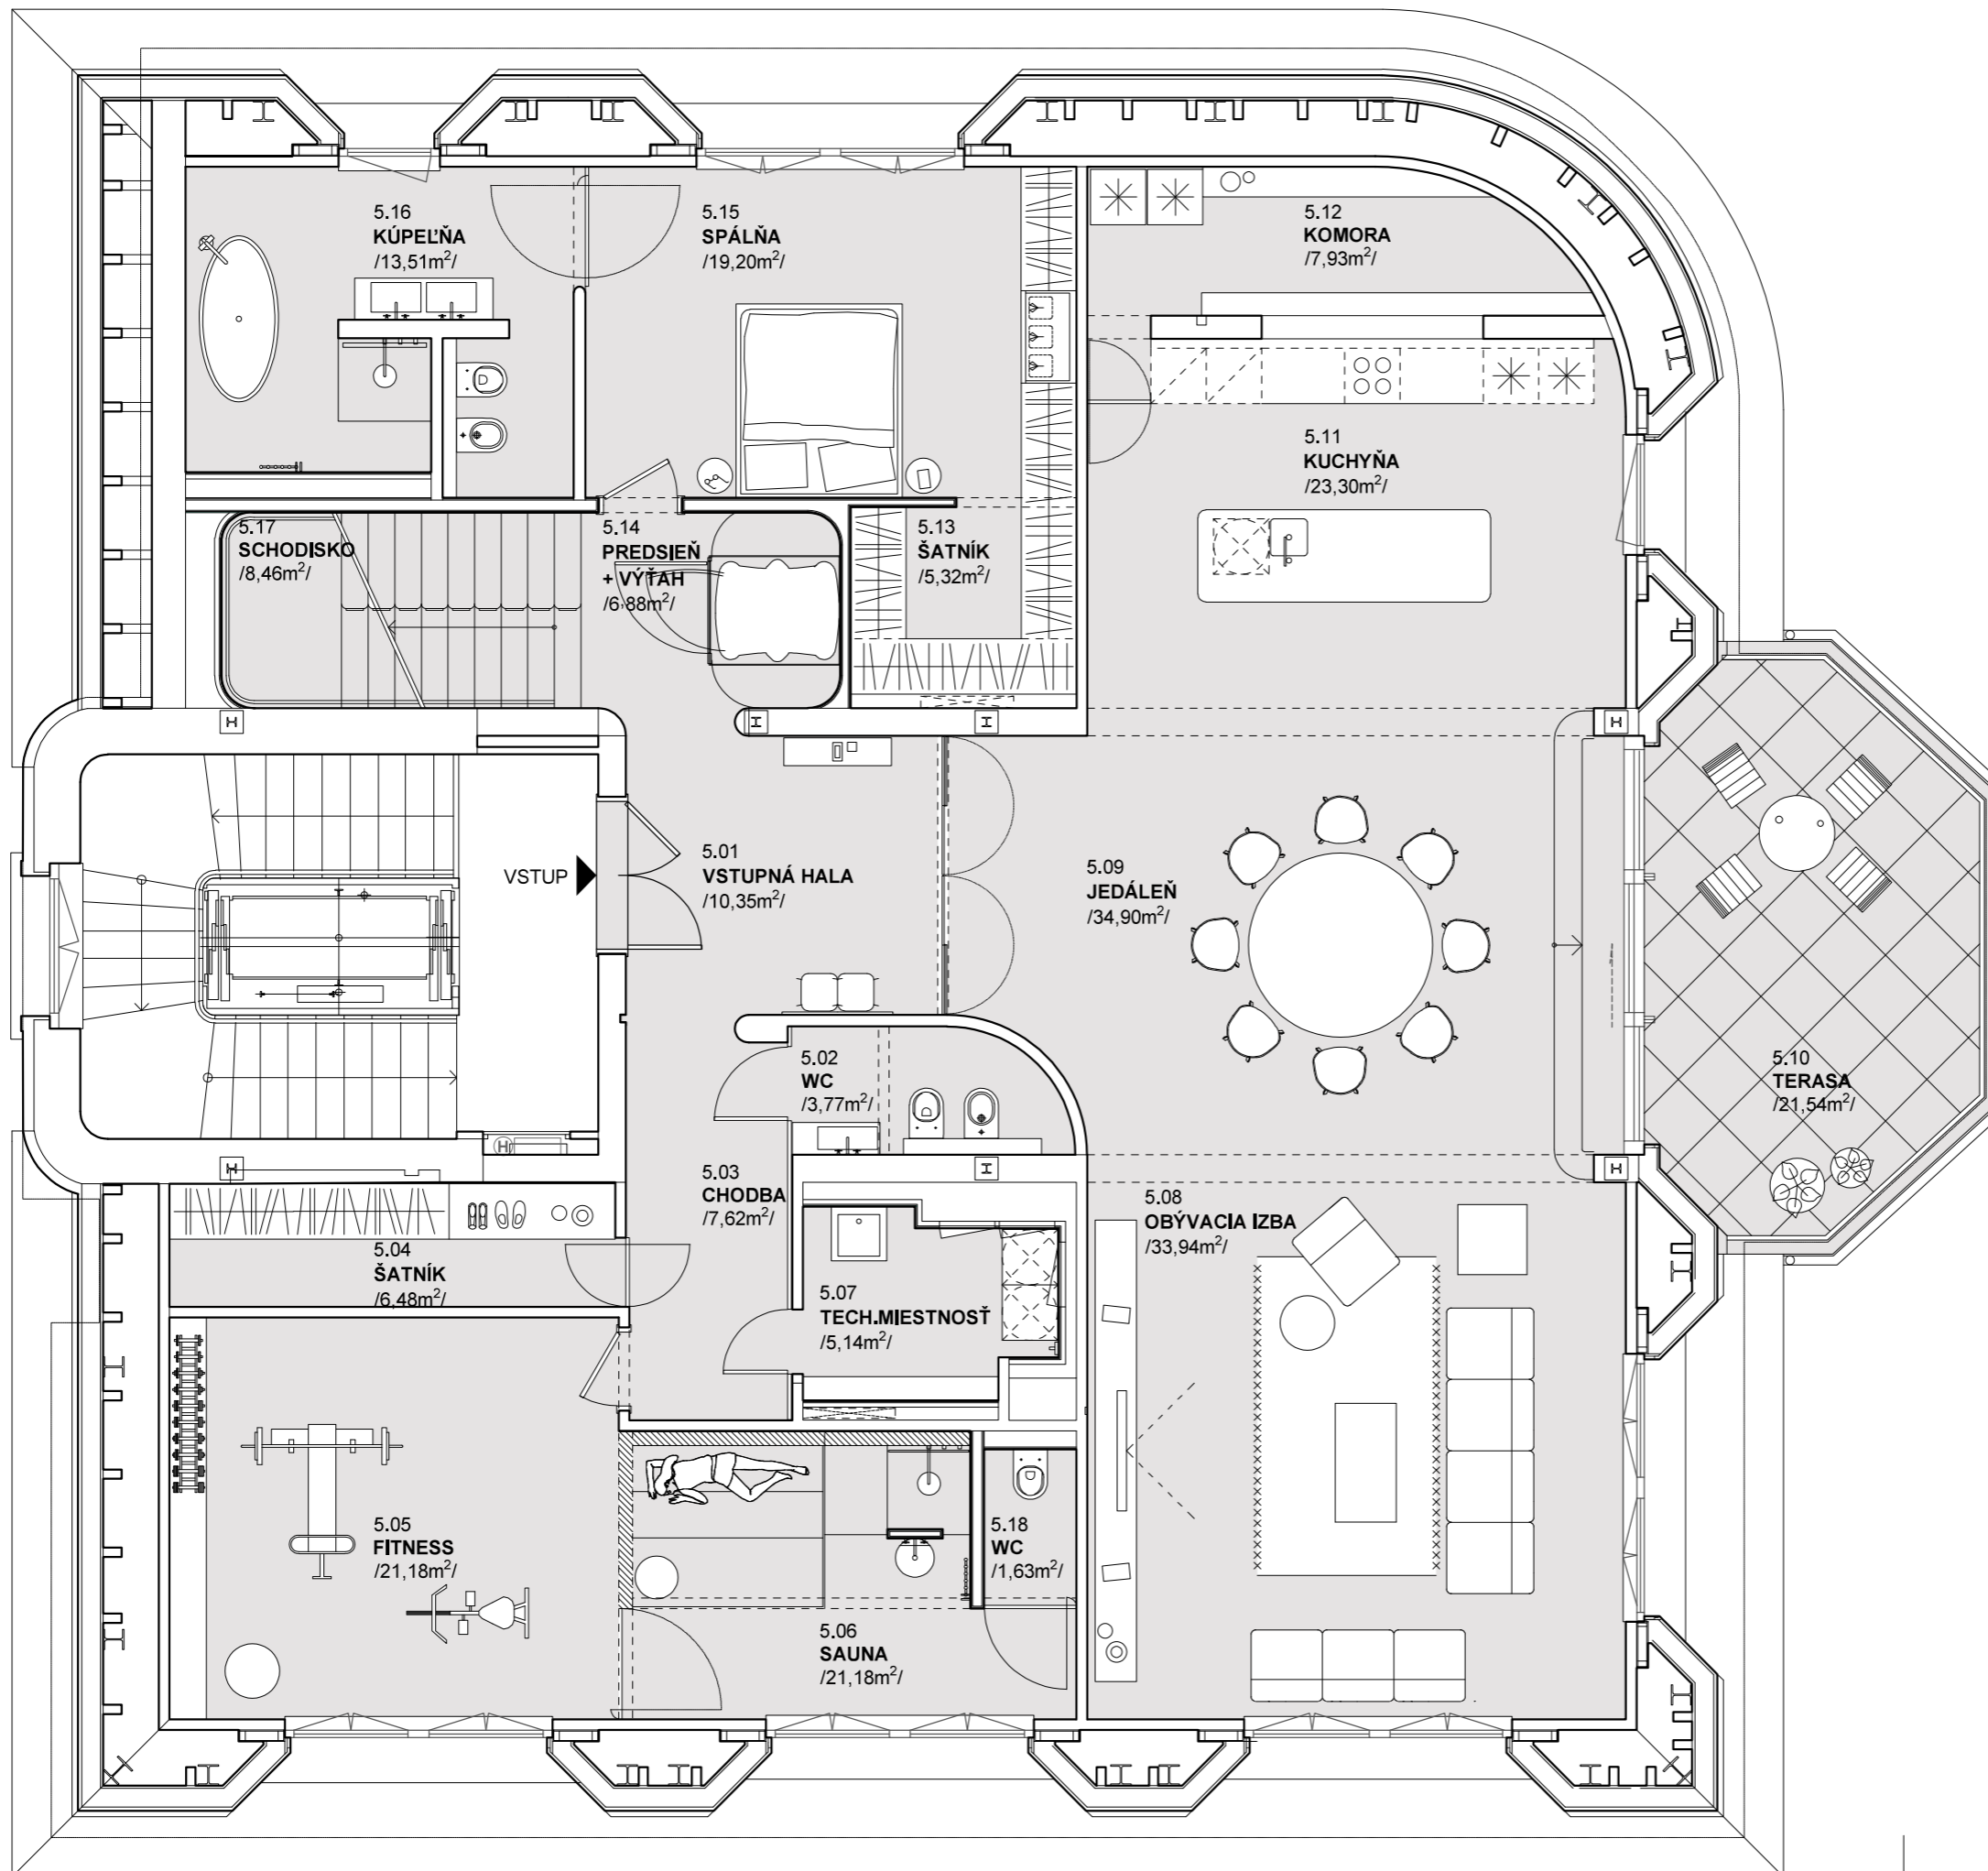 5.16
KÚPEĽŇA
/13,51m²/
5.15
SPÁLŇA
/19,20m²/
5.12
KOMORA
/7,93m²/
5.11
KUCHYŇA
/23,30m²/
5.17
SCHODISKO
/8,46m²/
5.14
PREDSIEŇ
+ VÝŤAH
/6,88m²/
5.13
ŠATNÍK
/5,32m²/
VSTUP
5.01
VSTUPNÁ HALA
/10,35m²/
5.09
JEDÁLEŇ
/34,90m²/
5.10
TERASA
/21,54m²/
5.02
WC
/3,77m²/
5.03
CHODBA
/7,62m²/
5.04
ŠATNÍK
/6,48m²/
5.08
OBÝVACIA IZBA
/33,94m²/
5.07
TECH.MIESTNOSŤ
/5,14m²/
5.05
FITNESS
/21,18m²/
5.18
WC
/1,63m²/
5.06
SAUNA
/21,18m²/